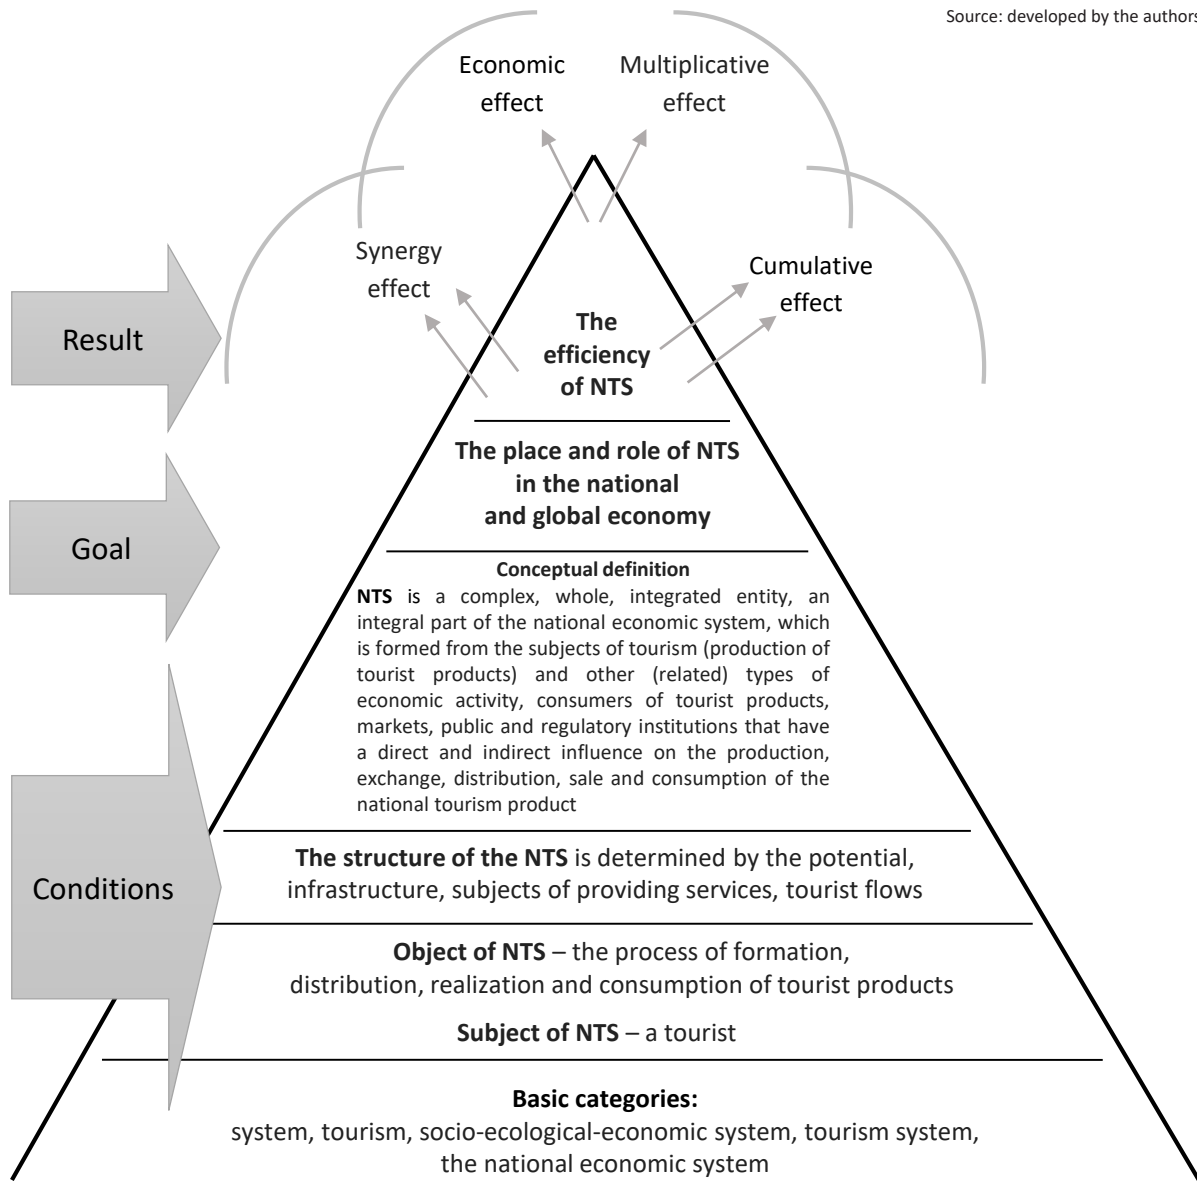 Source: developed by the authors
Economic
effect
Multiplicative
effect
Synergy
effect
Cumulative
effect
Result
The
efficiency
of NTS
The place and role of NTS
in the national
and global economy
Goal
Conceptual definition
NTS is a complex, whole, integrated entity, an
integral part of the national economic system, which
is formed from the subjects of tourism (production of
tourist products) and other (related) types of
economic activity, consumers of tourist products,
markets, public and regulatory institutions that have
a direct and indirect influence on the production,
exchange, distribution, sale and consumption of the
national tourism product
Conditions
The structure of the NTS is determined by the potential,
infrastructure, subjects of providing services, tourist flows
Object of NTS – the process of formation,
distribution, realization and consumption of tourist products
Subject of NTS – a tourist
Basic categories:
system, tourism, socio-ecological-economic system, tourism system,
the national economic system